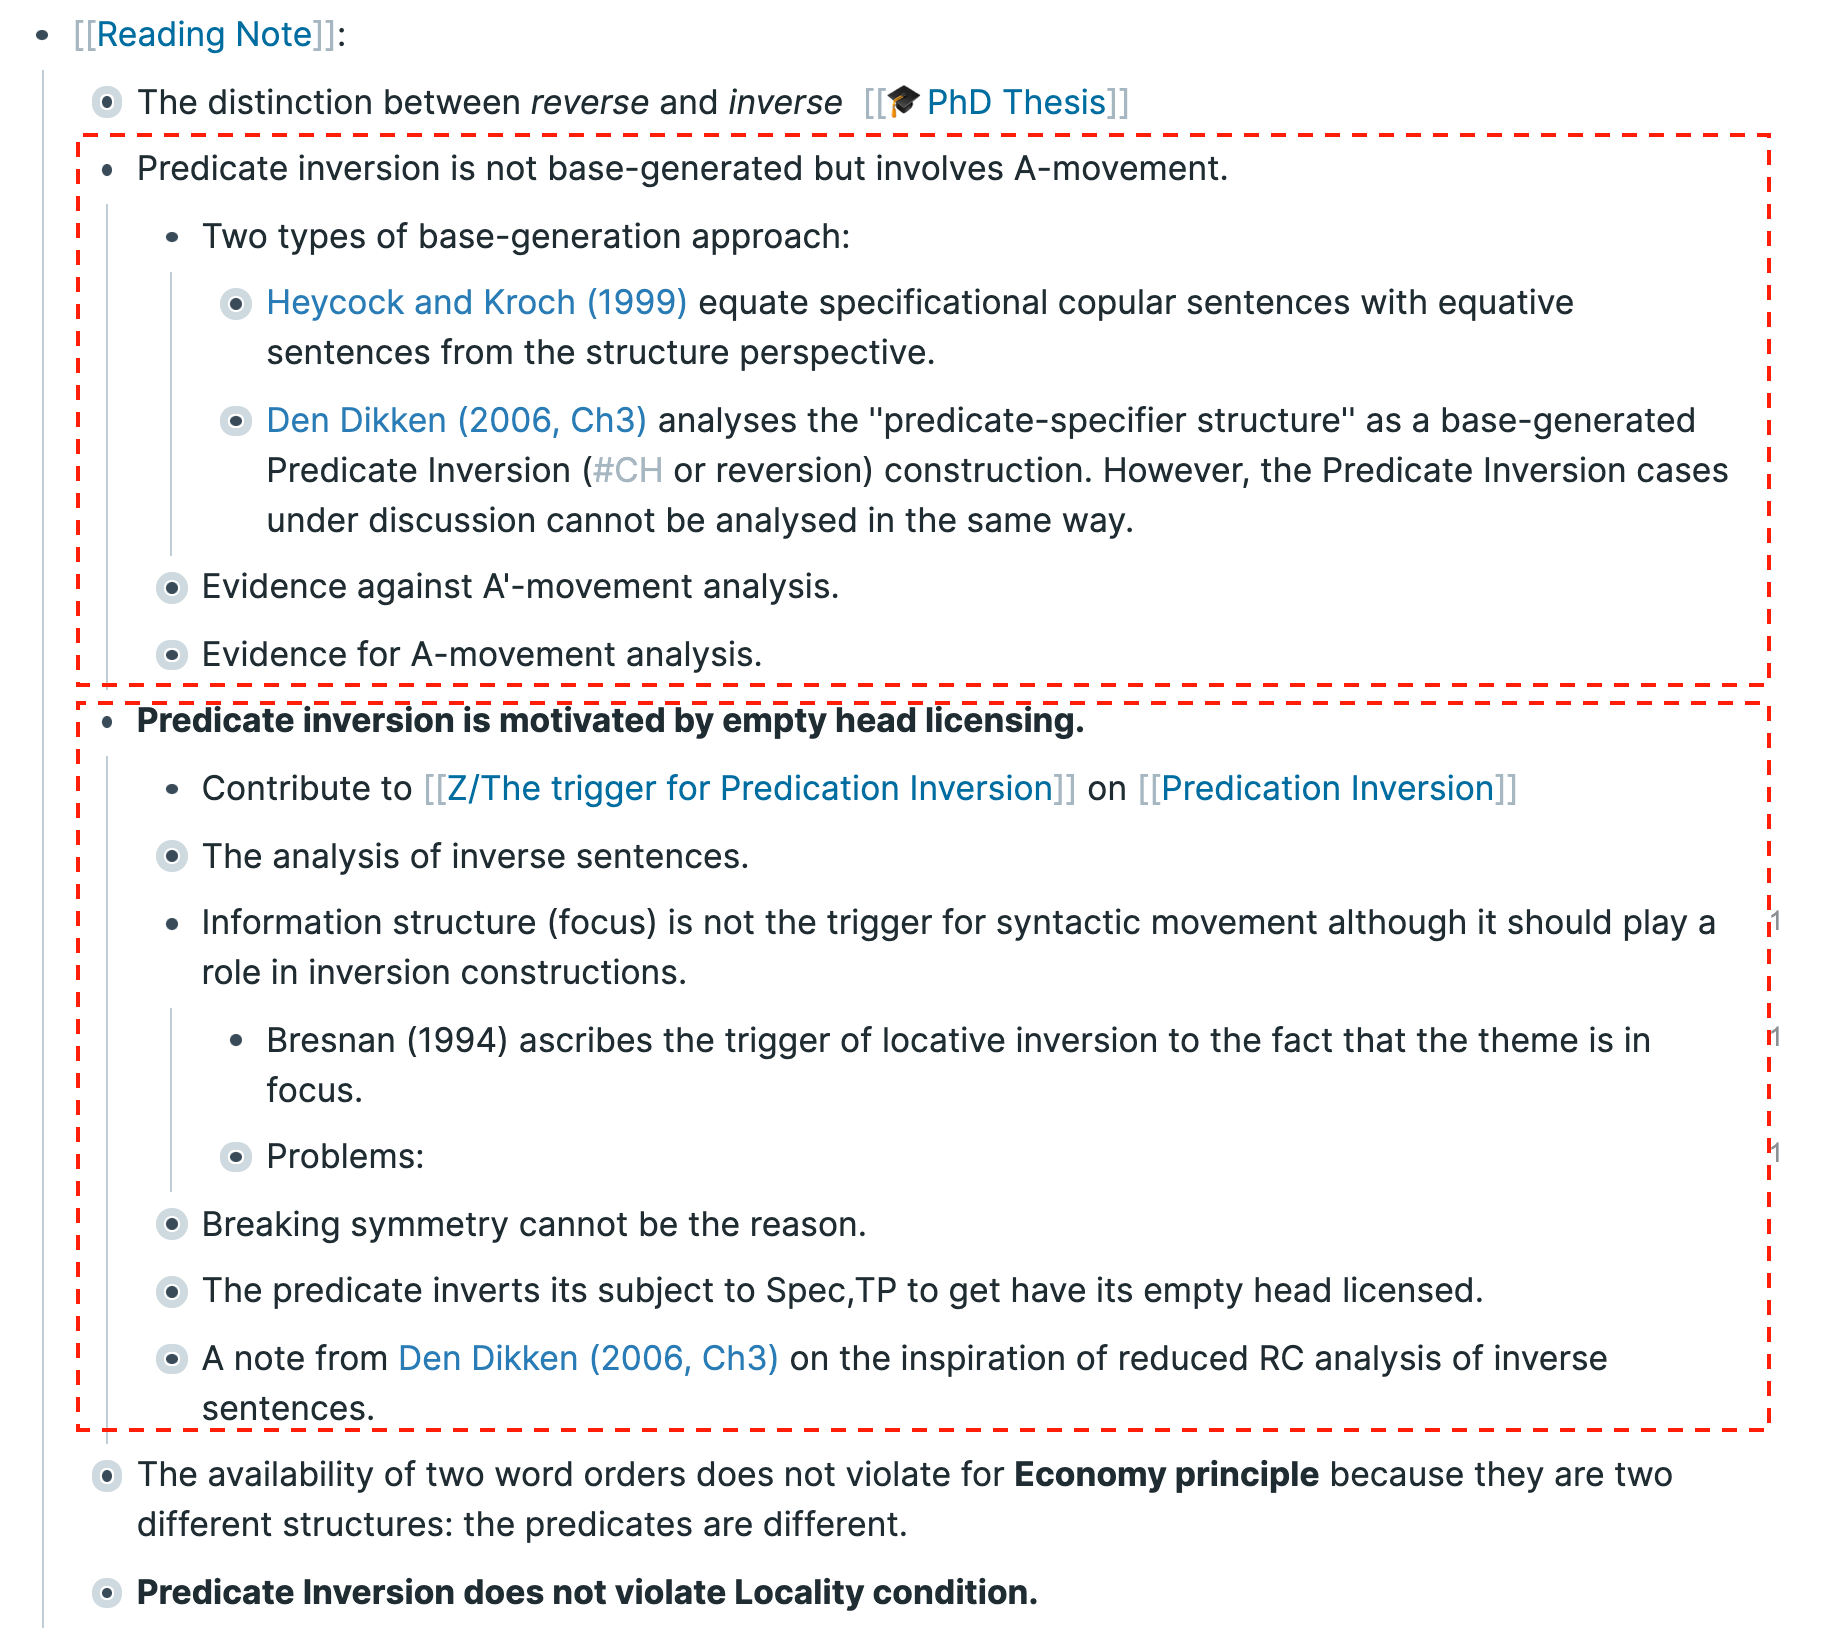 [[Reading Note]]:
The distinction between reverse and inverse [[🎓PhD Thesis]]
Predicate inversion is not base-generated but involves A-movement.
Two types of base-generation approach:
Heycock and Kroch (1999) equate specificational copular sentences with equative
sentences from the structure perspective.
Den Dikken (2006, Ch3) analyses the "predicate-specifier structure" as a base-generated
Predicate Inversion (#CH or reversion) construction. However, the Predicate Inversion cases
under discussion cannot be analysed in the same way.
Evidence against A'-movement analysis.
Evidence for A-movement analysis.
Predicate inversion is motivated by empty head licensing.
Contribute to [[Z/The trigger for Predication Inversion]] on [[Predication Inversion]]
The analysis of inverse sentences.
Information structure (focus) is not the trigger for syntactic movement although it should play a 1
role in inversion constructions.
Bresnan (1994) ascribes the trigger of locative inversion to the fact that the theme is in 1
focus.
Problems: 1
Breaking symmetry cannot be the reason.
The predicate inverts its subject to Spec,TP to get have its empty head licensed.
A note from Den Dikken (2006, Ch3) on the inspiration of reduced RC analysis of inverse
sentences.
The availability of two word orders does not violate for Economy principle because they are two
different structures: the predicates are different.
Predicate Inversion does not violate Locality condition.